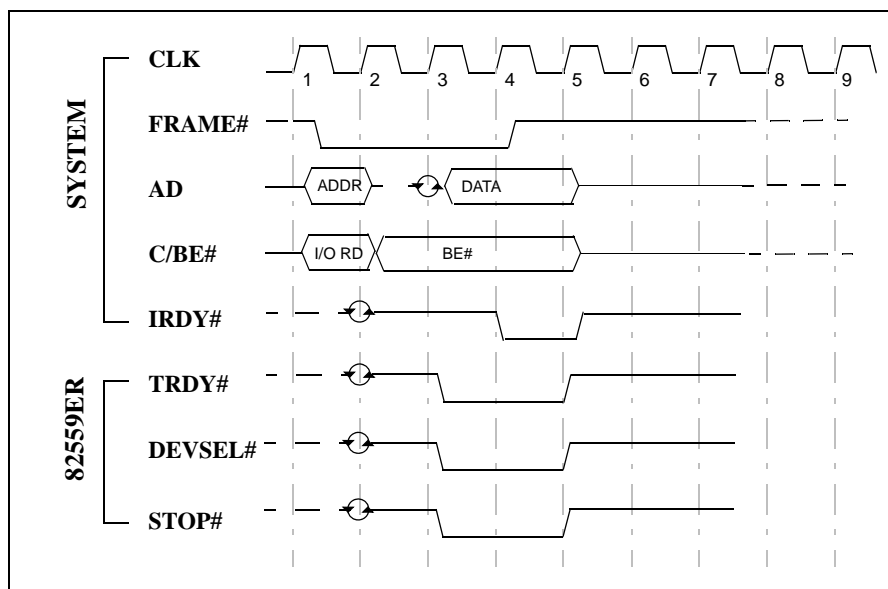 SYSTEM
CLK
1 2 3 4 5 6 7 8 9
FRAME#
AD
ADDR
DATA
C/BE#
I/O RD
BE#
IRDY#
82559ER
TRDY#
DEVSEL#
STOP#